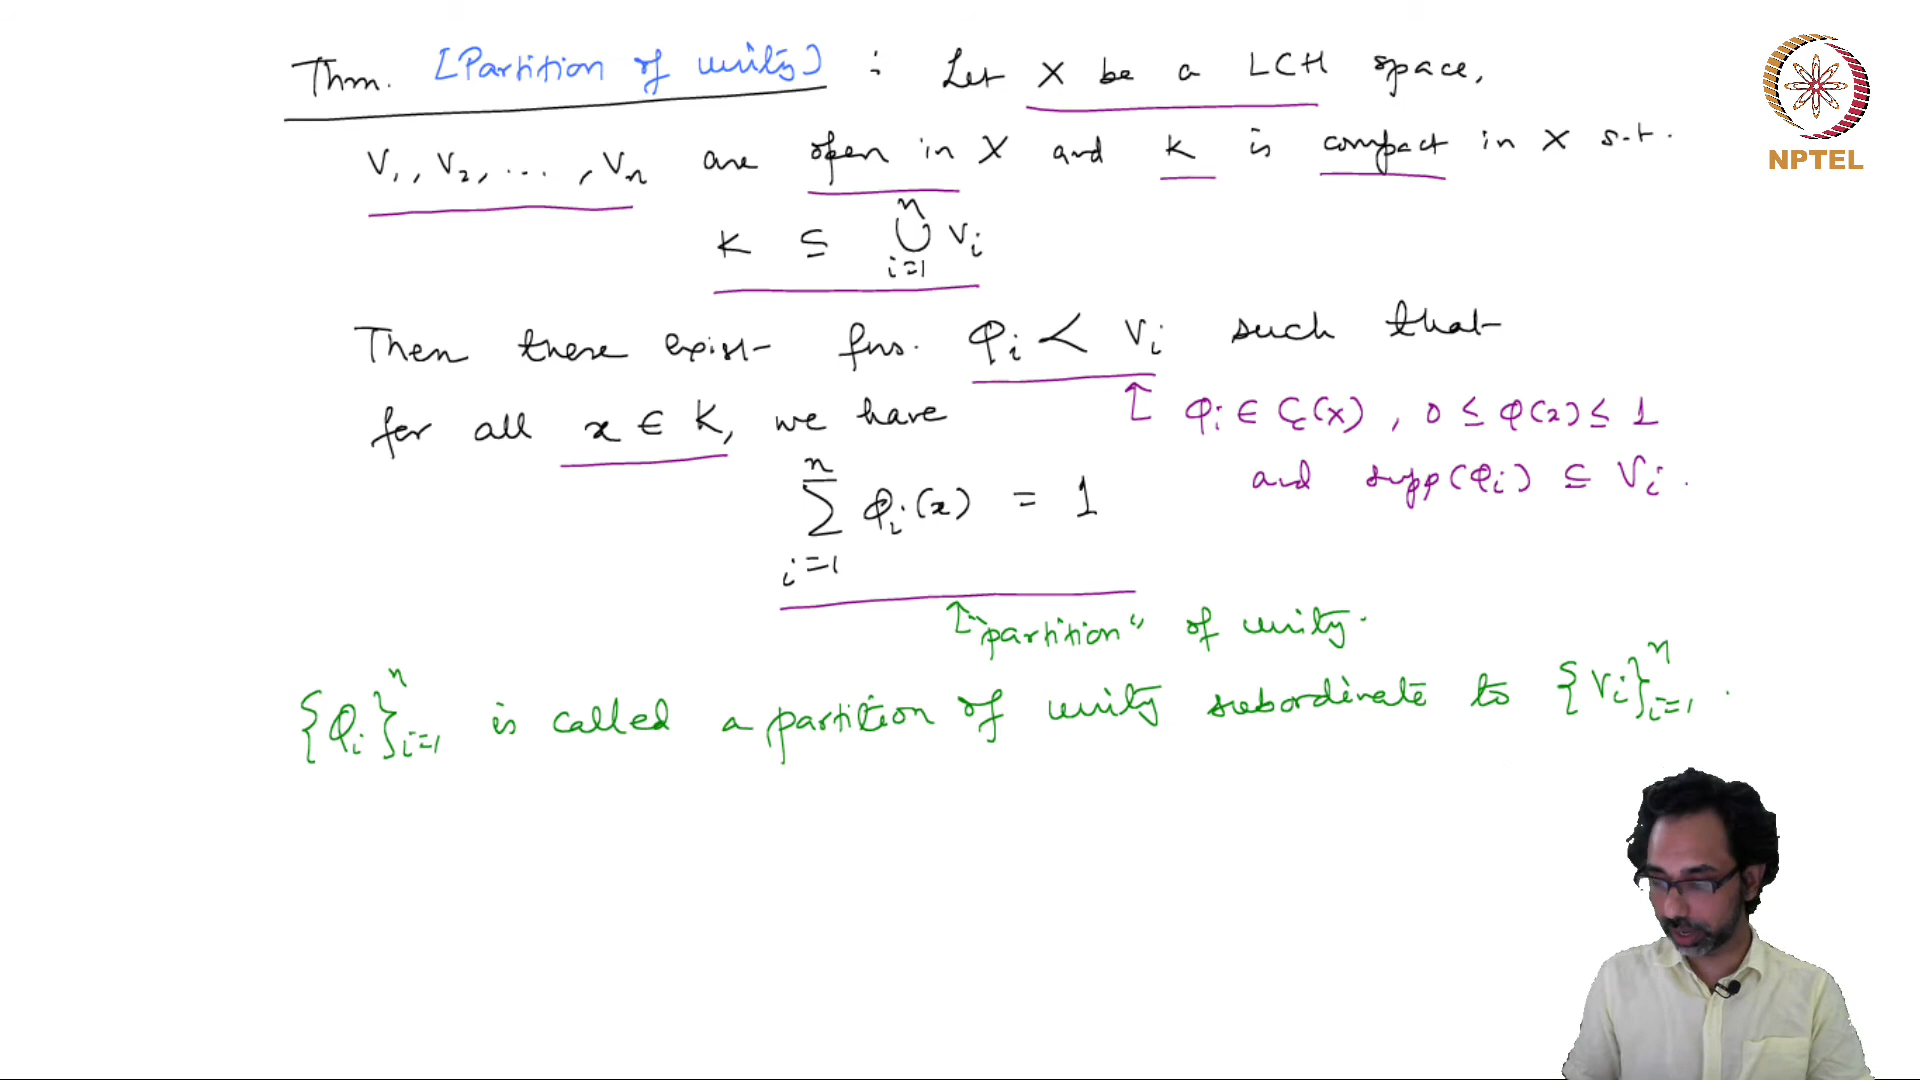 Thm. [Partition of unity] : Let X be a LCH space,
NPTEL
V₁, V₂, ..., Vₙ are open in X and K is compact in X s.t.
K ⊆ ⋃ᵢ₌₁ⁿ Vᵢ
Then there exist fns. φᵢ < Vᵢ such that
↑ φᵢ ∈ C_c(X), 0 ≤ φ(x) ≤ 1
for all x ∈ K, we have
and supp(φᵢ) ⊆ Vᵢ.
∑ᵢ₌₁ⁿ φᵢ(x) = 1
↑ "partition" of unity.
{φᵢ}ᵢ₌₁ⁿ is called a partition of unity subordinate to {Vᵢ}ᵢ₌₁ⁿ.